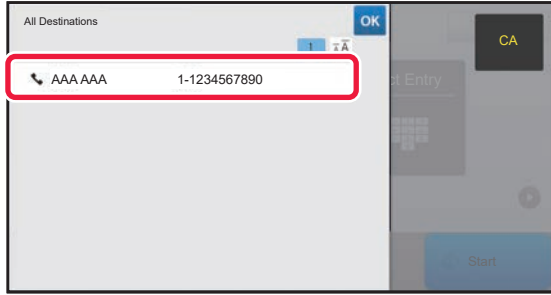 All Destinations
OK
CA
1
AAA AAA 1-1234567890
ct Entry
Start